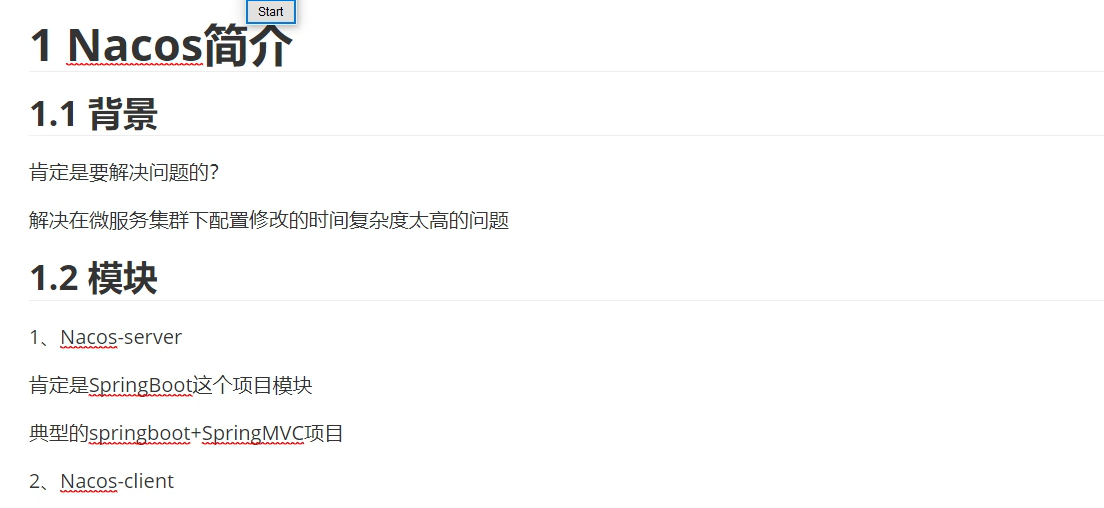 Start
1 Nacos简介
1.1 背景
肯定是要解决问题的?
解决在微服务集群下配置修改的时间复杂度太高的问题
1.2 模块
1、Nacos-server
肯定是SpringBoot这个项目模块
典型的springboot+SpringMVC项目
2、Nacos-client